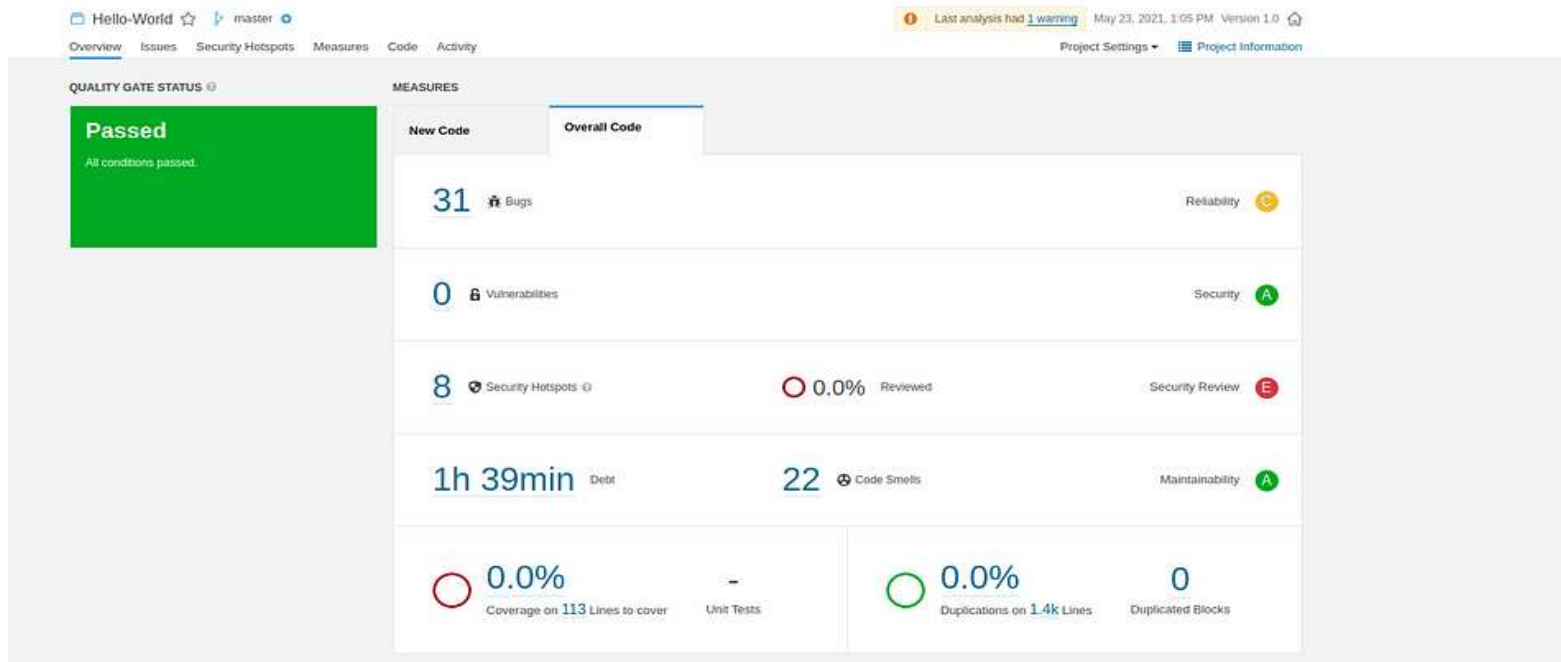 Hello-World master Last analysis had 1 warning May 23, 2021, 1:05 PM Version 1.0
Overview Issues Security Hotspots Measures Code Activity Project Settings Project Information
QUALITY GATE STATUS
MEASURES
Passed
All conditions passed.
New Code
Overall Code
31 Bugs Reliability C
0 Vulnerabilities Security A
8 Security Hotspots 0.0% Reviewed Security Review E
1h 39min Debt 22 Code Smells Maintainability A
0.0%
Coverage on 113 Lines to cover
-
Unit Tests
0.0%
Duplications on 1.4k Lines
0
Duplicated Blocks